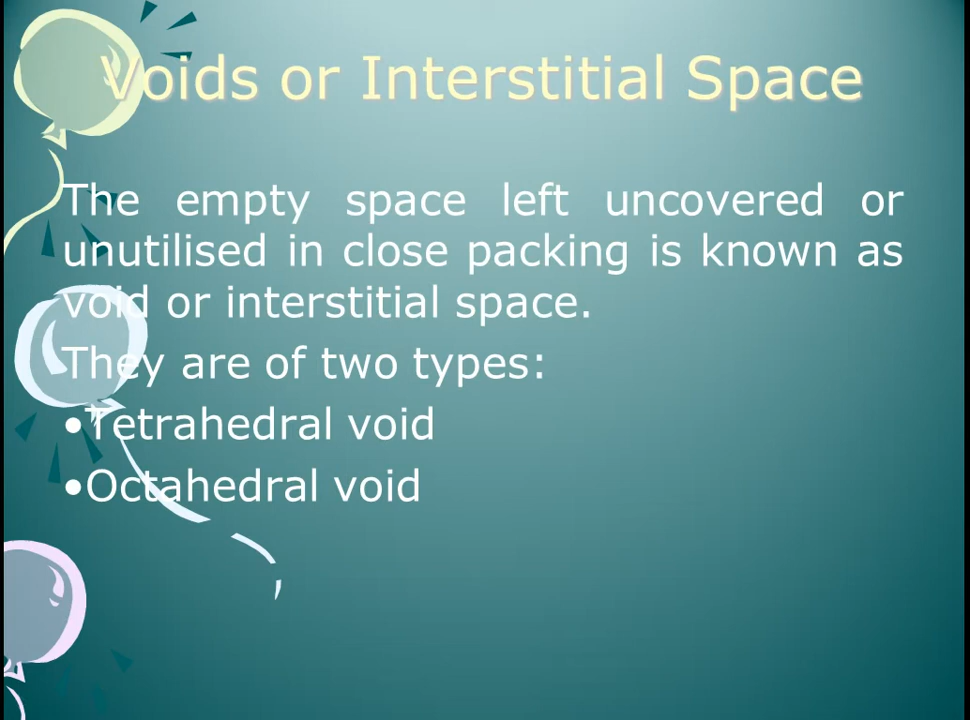 Voids or Interstitial Space
The empty space left uncovered or
unutilised in close packing is known as
void or interstitial space.
They are of two types:
•Tetrahedral void
•Octahedral void